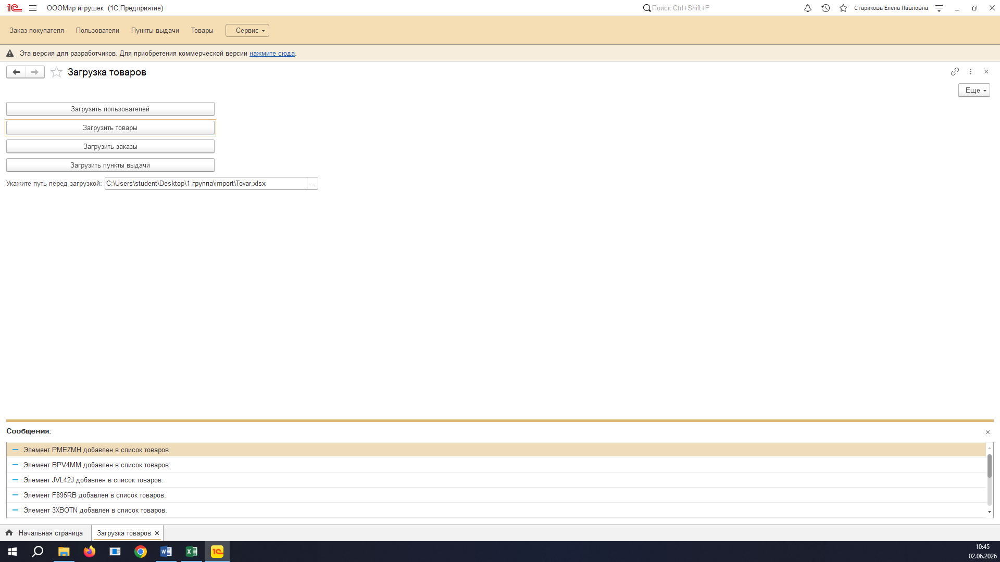 ОООМир игрушек (1С:Предприятие)
Поиск Ctrl+Shift+F
Старикова Елена Павловна
Заказ покупателя Пользователи Пункты выдачи Товары Сервис
Эта версия для разработчиков. Для приобретения коммерческой версии нажмите сюда.
Загрузка товаров
Еще
Загрузить пользователей
Загрузить товары
Загрузить заказы
Загрузить пункты выдачи
Укажите путь перед загрузкой: C:\Users\student\Desktop\1 группа\import\Tovar.xlsx ...
Сообщения:
Элемент PMEZMH добавлен в список товаров.
Элемент BPV4MM добавлен в список товаров.
Элемент JVL42J добавлен в список товаров.
Элемент F895RB добавлен в список товаров.
Элемент 3XBOTN добавлен в список товаров.
Начальная страница Загрузка товаров
10:45
02.06.2026